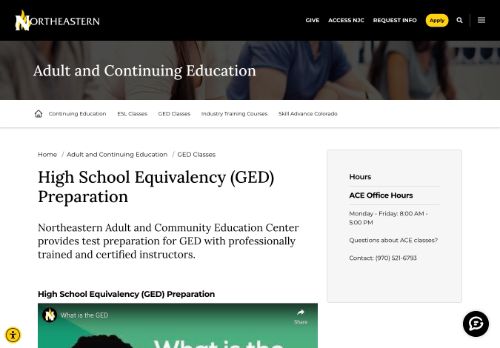 NORTHEASTERN
GIVE ACCESS NJC REQUEST INFO Apply
Adult and Continuing Education
Continuing Education ESL Classes GED Classes Industry Training Courses Skill Advance Colorado
Home / Adult and Continuing Education / GED Classes
High School Equivalency (GED)
Preparation
Northeastern Adult and Community Education Center
provides test preparation for GED with professionally
trained and certified instructors.
High School Equivalency (GED) Preparation
What is the GED
Share
What is the
Hours
ACE Office Hours
Monday - Friday: 8:00 AM -
5:00 PM
Questions about ACE classes?
Contact: (970) 521-6793